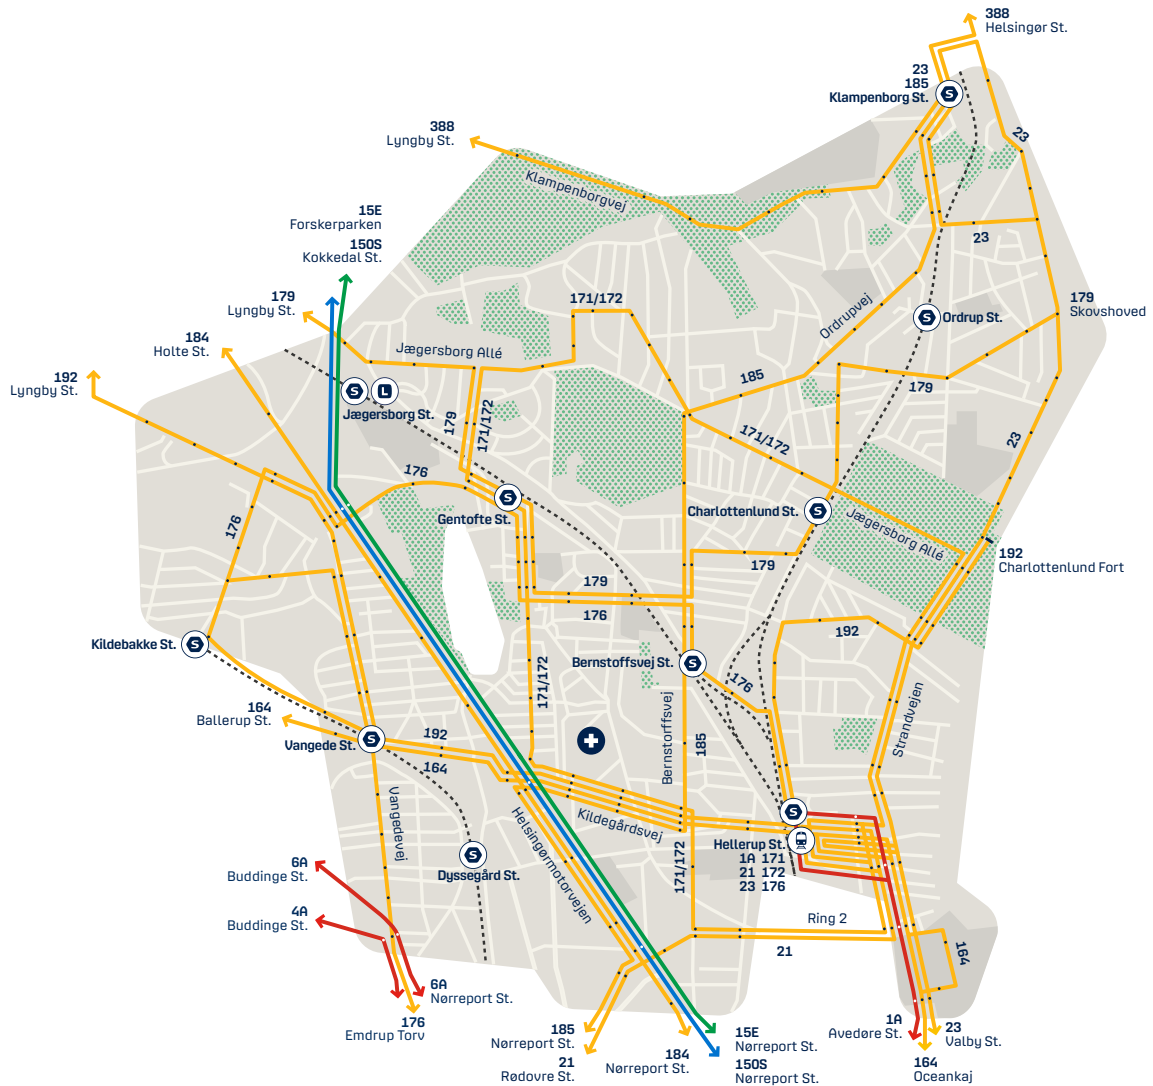 388
Helsingør St.
23
185
Klampenborg St.
S
23
388
Lyngby St.
Klampenborgvej
15E
Forskerparken
150S
Kokkedal St.
23
179
Lyngby St.
171/172
Ordrupvej
S
Ordrup St.
179
Skovshoved
184
Holte St.
Jægersborg Allé
192
Lyngby St.
S
L
Jægersborg St.
185
179
179
171/172
171/172
23
176
S
Gentofte St.
Charlottenlund St.
S
Jægersborg Allé
176
192
Charlottenlund Fort
179
179
176
192
Kildebakke St.
S
Bernstoffsvej St.
S
176
171/172
164
Ballerup St.
Vangede St.
S
192
164
Bernstorffsvej
185
Strandvejen
Vangedevej
Helsingørmotorvejen
Kildegårdsvej
S
Hellerup St.
1A 171
21 172
23 176
S
Dyssegård St.
6A
Buddinge St.
171/172
4A
Buddinge St.
Ring 2
21
164
6A
Nørreport St.
176
Emdrup Torv
185
Nørreport St.
21
Rødovre St.
184
Nørreport St.
15E
Nørreport St.
150S
Nørreport St.
1A
Avedøre St.
23
Valby St.
164
Oceankaj